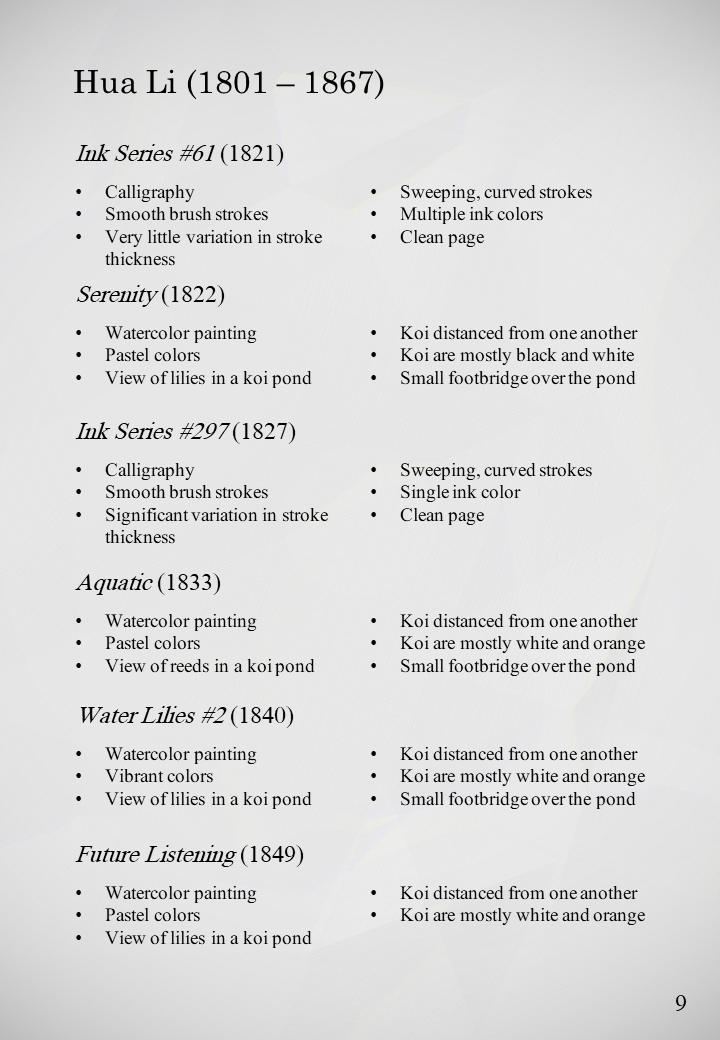 Hua Li (1801 – 1867)
Ink Series #61 (1821)
• Calligraphy
• Smooth brush strokes
• Very little variation in stroke
thickness
• Sweeping, curved strokes
• Multiple ink colors
• Clean page
Serenity (1822)
• Watercolor painting
• Pastel colors
• View of lilies in a koi pond
• Koi distanced from one another
• Koi are mostly black and white
• Small footbridge over the pond
Ink Series #297 (1827)
• Calligraphy
• Smooth brush strokes
• Significant variation in stroke
thickness
• Sweeping, curved strokes
• Single ink color
• Clean page
Aquatic (1833)
• Watercolor painting
• Pastel colors
• View of reeds in a koi pond
• Koi distanced from one another
• Koi are mostly white and orange
• Small footbridge over the pond
Water Lilies #2 (1840)
• Watercolor painting
• Vibrant colors
• View of lilies in a koi pond
• Koi distanced from one another
• Koi are mostly white and orange
• Small footbridge over the pond
Future Listening (1849)
• Watercolor painting
• Pastel colors
• View of lilies in a koi pond
• Koi distanced from one another
• Koi are mostly white and orange
9